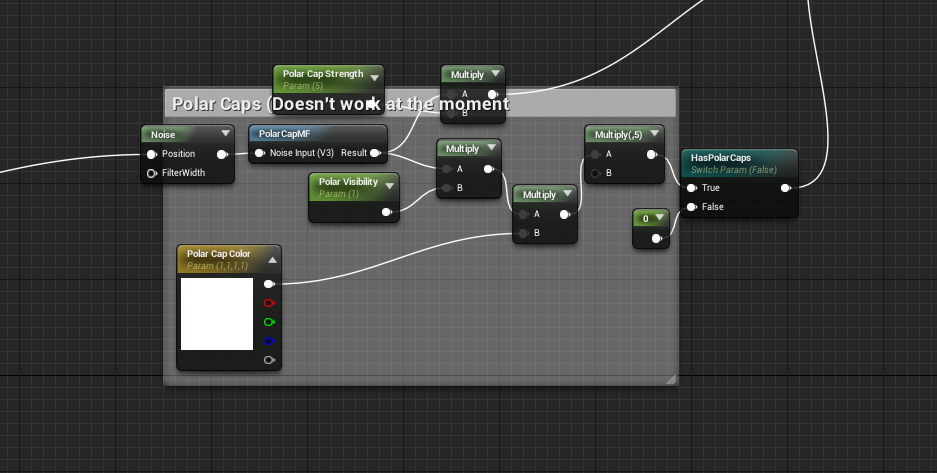 Polar Cap Strength
Param (5)
Multiply
A
B
Polar Caps (Doesn't work at the moment
Noise
Position
FilterWidth
PolarCapMF
Noise Input (V3) Result
Multiply
A
B
Multiply(,5)
A
B
HasPolarCaps
Switch Param (False)
True
False
Polar Visibility
Param (1)
Multiply
A
B
0
Polar Cap Color
Param (1,1,1,1)